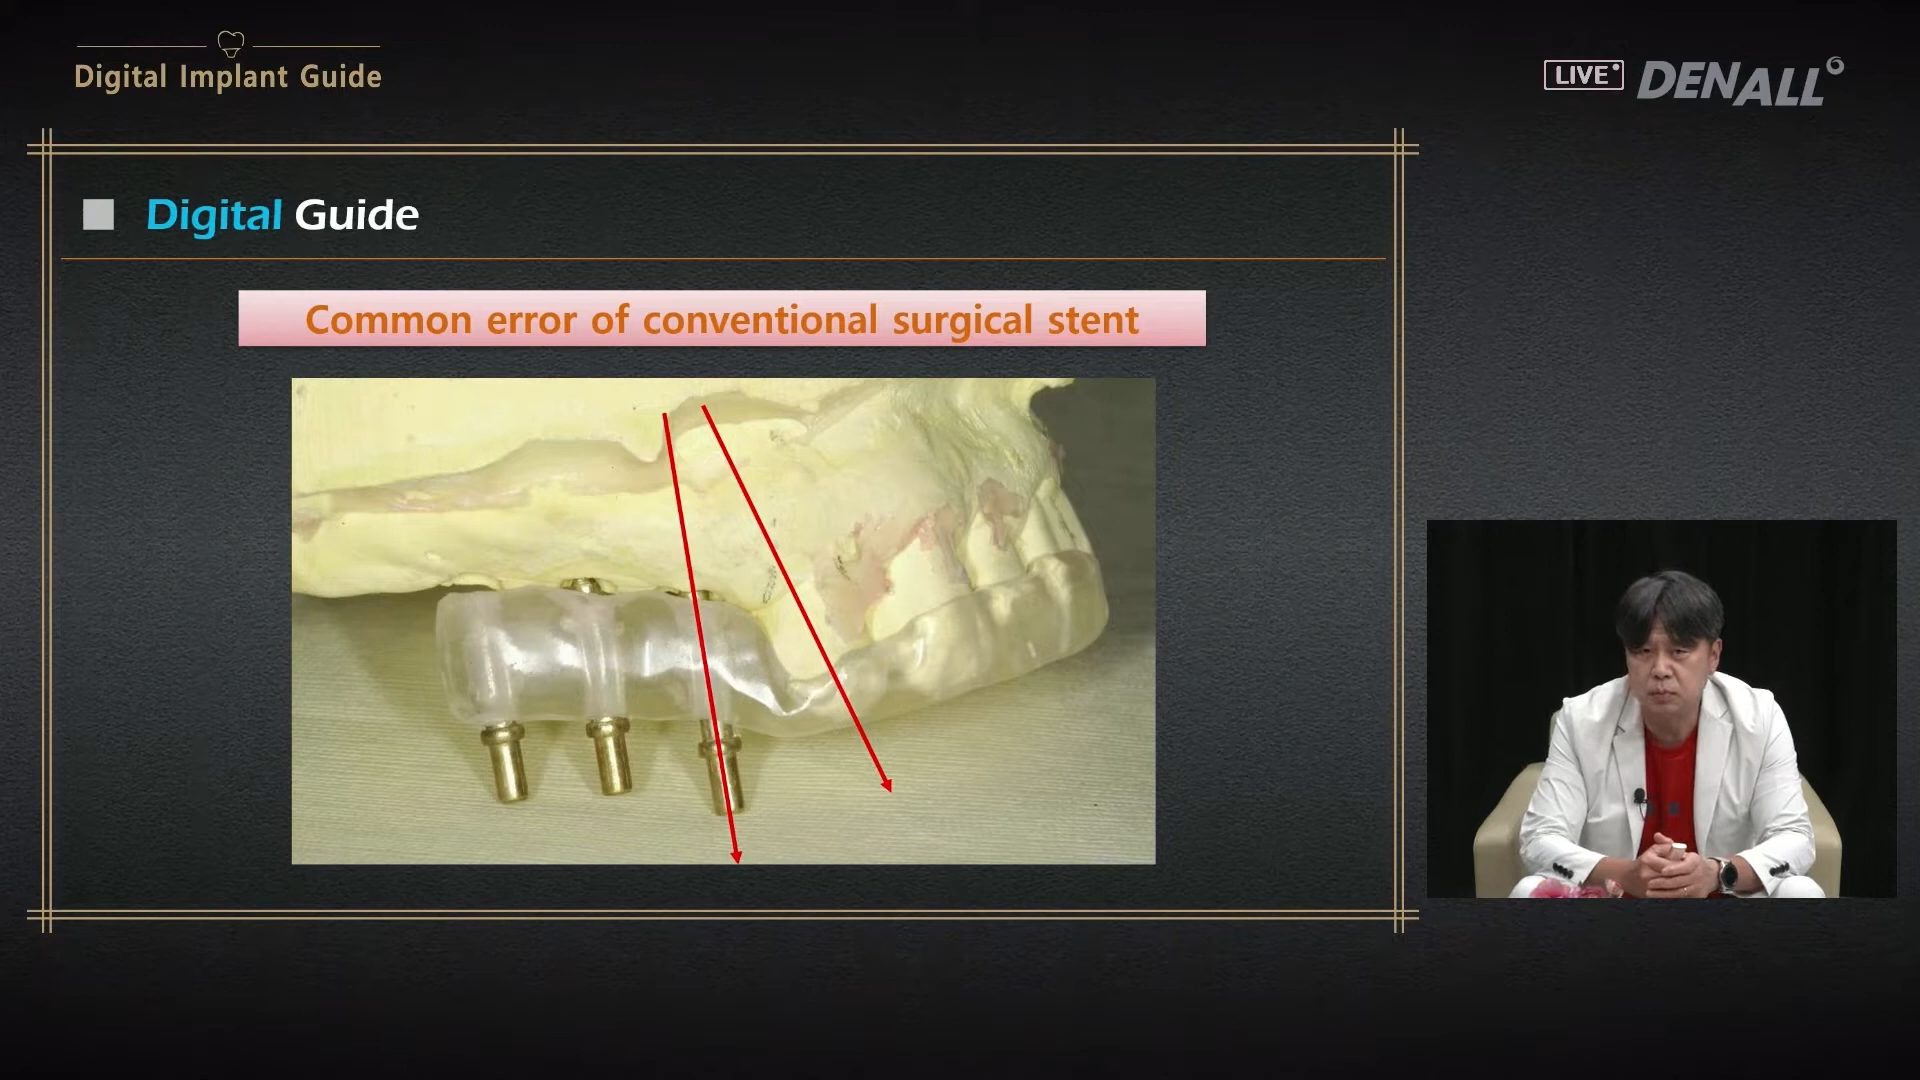 Digital Implant Guide
LIVE DENALL
Digital Guide
Common error of conventional surgical stent